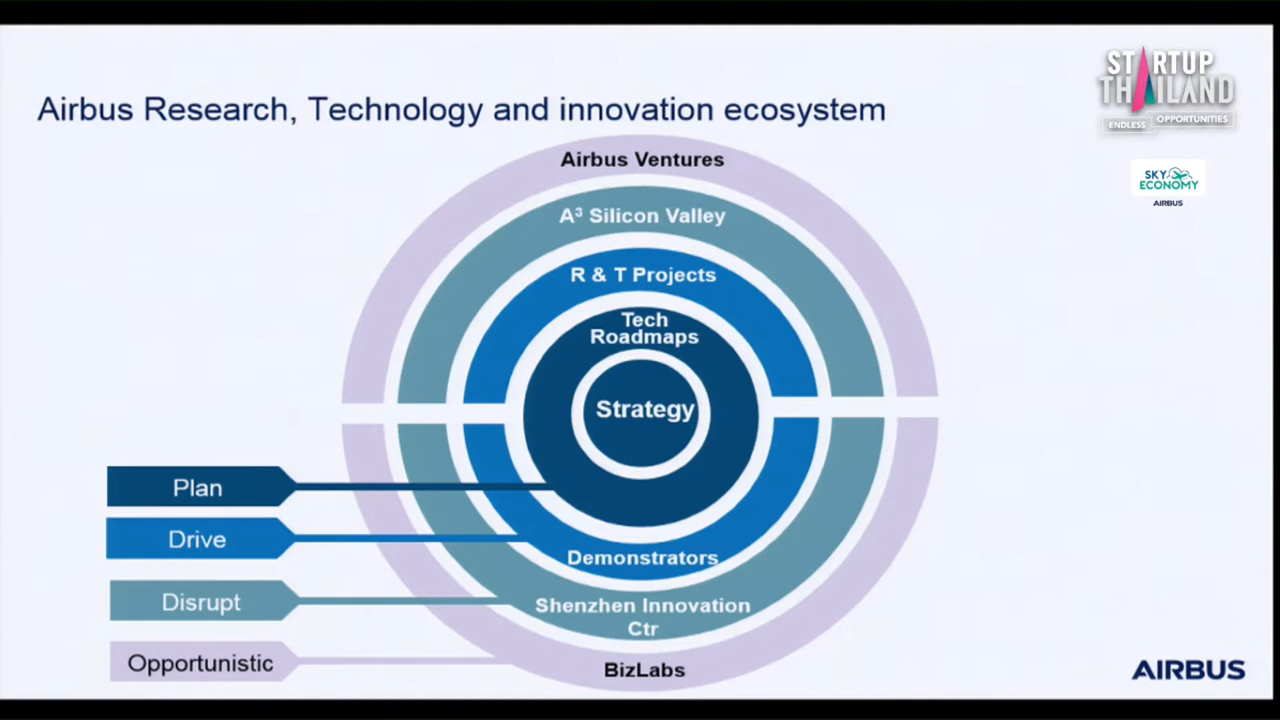 Airbus Research, Technology and innovation ecosystem
STARTUP
THAILAND
ENDLESS OPPORTUNITIES
SKY
ECONOMY
AIRBUS
Airbus Ventures
A³ Silicon Valley
R & T Projects
Tech
Roadmaps
Strategy
Plan
Drive
Demonstrators
Disrupt
Shenzhen Innovation
Ctr
Opportunistic
BizLabs
AIRBUS